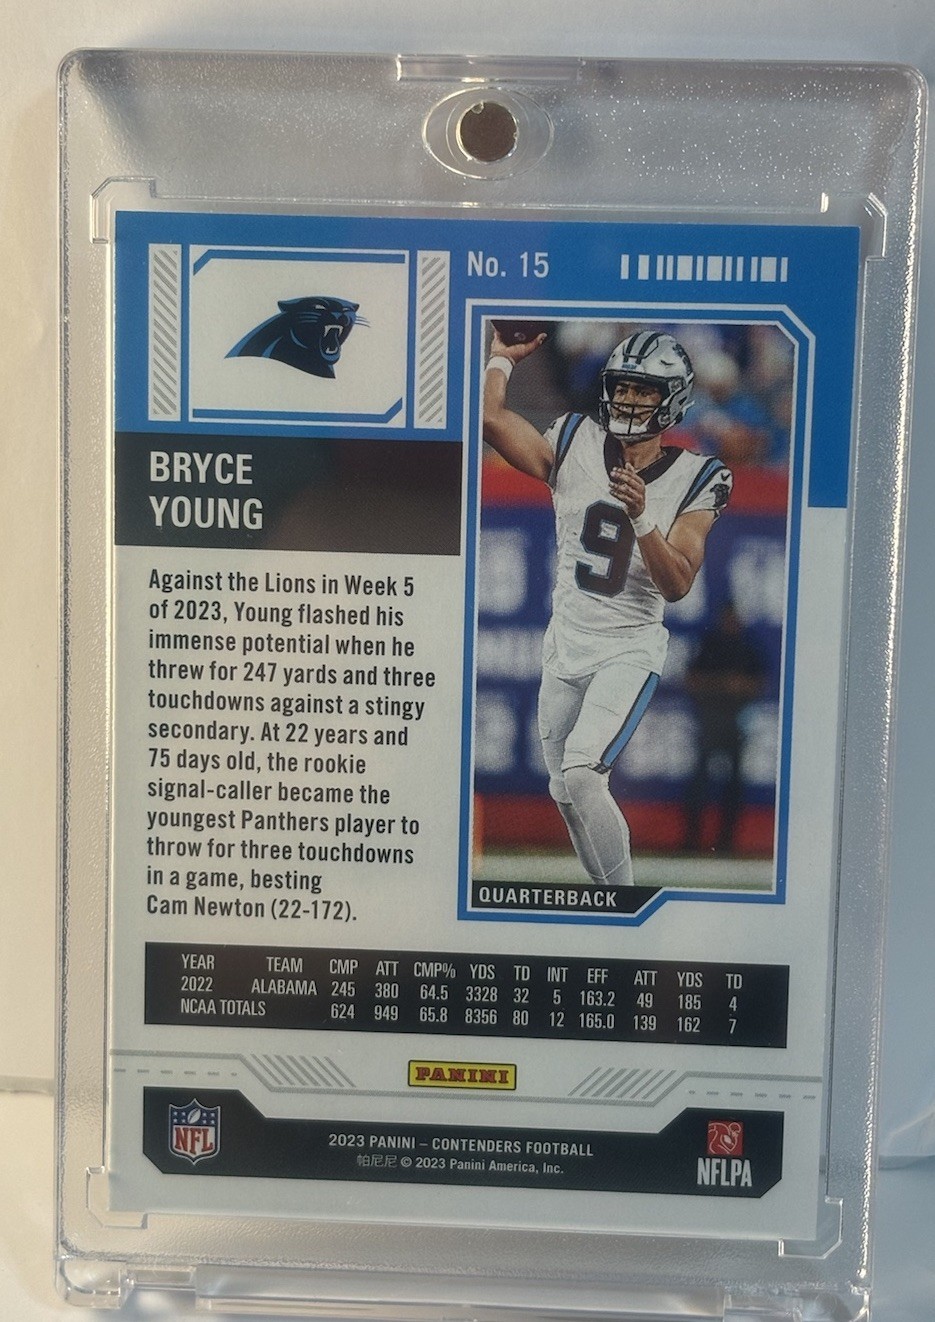 No. 15
BRYCE
YOUNG
Against the Lions in Week 5
of 2023, Young flashed his
immense potential when he
threw for 247 yards and three
touchdowns against a stingy
secondary. At 22 years and
75 days old, the rookie
signal-caller became the
youngest Panthers player to
throw for three touchdowns
in a game, besting
Cam Newton (22-172).
9
QUARTERBACK
YEAR TEAM CMP ATT CMP% YDS TD INT EFF ATT YDS TD
2022 ALABAMA 245 380 64.5 3328 32 5 163.2 49 185 4
NCAA TOTALS 624 949 65.8 8356 80 12 165.0 139 162 7
PANINI
NFL
2023 PANINI – CONTENDERS FOOTBALL
帕尼尼 © 2023 Panini America, Inc.
NFLPA